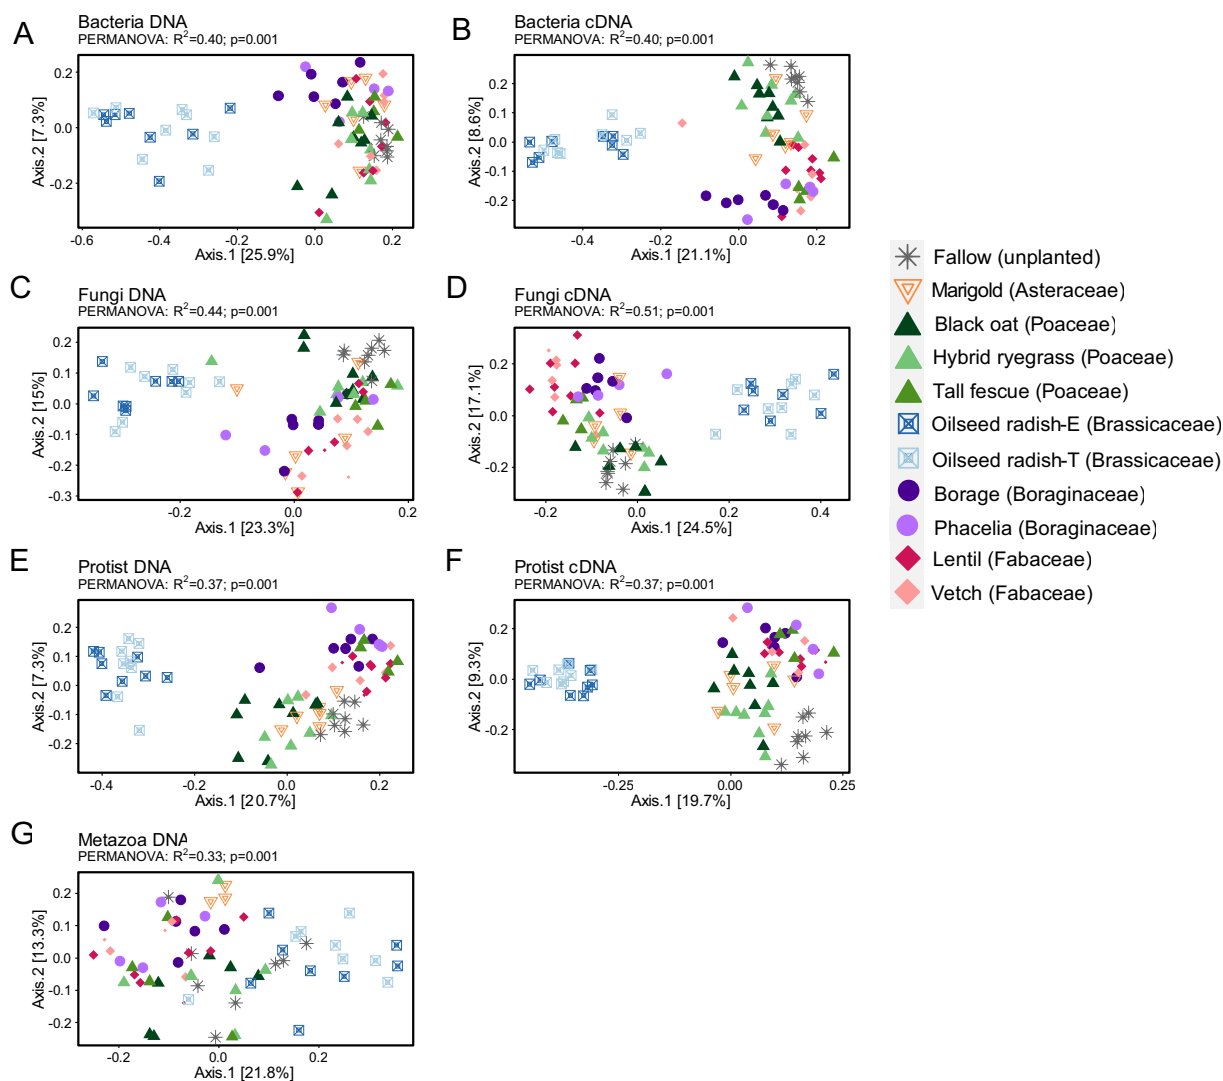 A
Bacteria DNA
PERMANOVA: R²=0.40; p=0.001
Axis.2 [7.3%]
0.2
0.0
-0.2
-0.6
-0.4
-0.2
0.0
0.2
Axis.1 [25.9%]
B
Bacteria cDNA
PERMANOVA: R²=0.40; p=0.001
Axis.2 [8.6%]
0.2
0.1
0.0
-0.1
-0.2
-0.4
-0.2
0.0
0.2
Axis.1 [21.1%]
C
Fungi DNA
PERMANOVA: R²=0.44; p=0.001
Axis.2 [15%]
0.2
0.1
0.0
-0.1
-0.2
-0.3
-0.2
0.0
0.2
Axis.1 [23.3%]
D
Fungi cDNA
PERMANOVA: R²=0.51; p=0.001
Axis.2 [17.1%]
0.2
0.0
-0.2
-0.2
0.0
0.2
0.4
Axis.1 [24.5%]
E
Protist DNA
PERMANOVA: R²=0.37; p=0.001
Axis.2 [7.3%]
0.2
0.1
0.0
-0.1
-0.2
-0.4
-0.2
0.0
0.2
Axis.1 [20.7%]
F
Protist cDNA
PERMANOVA: R²=0.37; p=0.001
Axis.2 [9.3%]
0.2
0.0
-0.2
-0.25
0.00
0.25
Axis.1 [19.7%]
G
Metazoa DNA
PERMANOVA: R²=0.33; p=0.001
Axis.2 [13.3%]
0.2
0.1
0.0
-0.1
-0.2
-0.2
0.0
0.2
Axis.1 [21.8%]
Fallow (unplanted)
Marigold (Asteraceae)
Black oat (Poaceae)
Hybrid ryegrass (Poaceae)
Tall fescue (Poaceae)
Oilseed radish-E (Brassicaceae)
Oilseed radish-T (Brassicaceae)
Borage (Boraginaceae)
Phacelia (Boraginaceae)
Lentil (Fabaceae)
Vetch (Fabaceae)